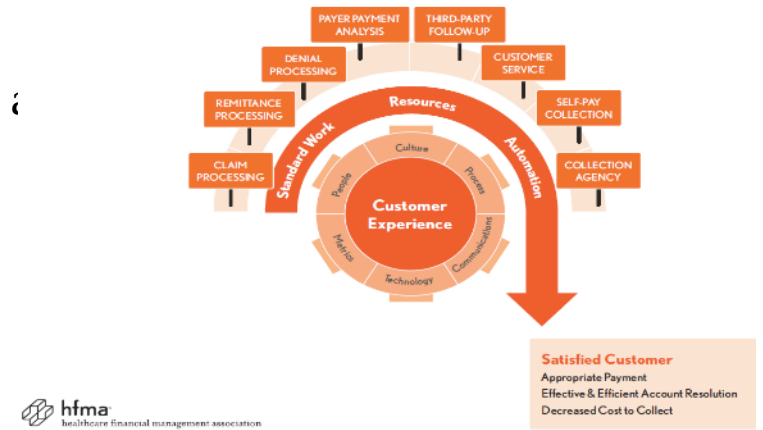 PAYER PAYMENT
ANALYSIS
THIRD-PARTY
FOLLOW-UP
DENIAL
PROCESSING
CUSTOMER
SERVICE
REMITTANCE
PROCESSING
SELF-PAY
COLLECTION
CLAIM
PROCESSING
COLLECTION
AGENCY
Standard Work
Resources
Automation
Culture
People
Process
Customer
Experience
Metrics
Communications
Technology
Satisfied Customer
Appropriate Payment
Effective & Efficient Account Resolution
Decreased Cost to Collect
hfma
healthcare financial management association